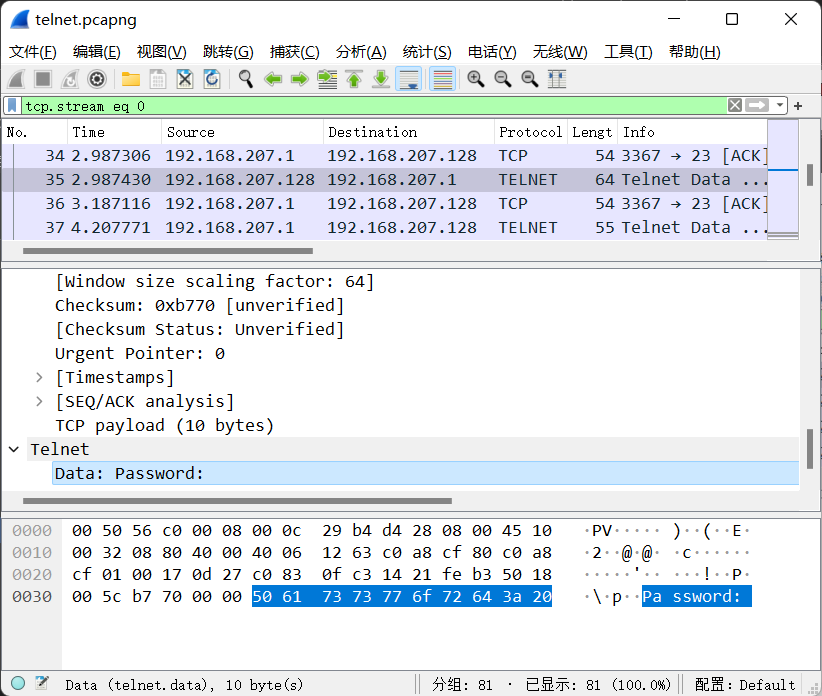 telnet.pcapng
文件(F) 编辑(E) 视图(V) 跳转(G) 捕获(C) 分析(A) 统计(S) 电话(Y) 无线(W) 工具(T) 帮助(H)
tcp.stream eq 0
No. Time Source Destination Protocol Lengt Info
34 2.987306 192.168.207.1 192.168.207.128 TCP 54 3367 → 23 [ACK]
35 2.987430 192.168.207.128 192.168.207.1 TELNET 64 Telnet Data ...
36 3.187116 192.168.207.1 192.168.207.128 TCP 54 3367 → 23 [ACK]
37 4.207771 192.168.207.1 192.168.207.128 TELNET 55 Telnet Data ...
[Window size scaling factor: 64]
Checksum: 0xb770 [unverified]
[Checksum Status: Unverified]
Urgent Pointer: 0
[Timestamps]
[SEQ/ACK analysis]
TCP payload (10 bytes)
Telnet
Data: Password:
0000 00 50 56 c0 00 08 00 0c 29 b4 d4 28 08 00 45 10 ·PV····· )··(··E·
0010 00 32 08 80 40 00 40 06 12 63 c0 a8 cf 80 c0 a8 ·2··@·@· ·c······
0020 cf 01 00 17 0d 27 c0 83 0f c3 14 21 fe b3 50 18 ·····'·· ···!··P·
0030 00 5c b7 70 00 00 50 61 73 73 77 6f 72 64 3a 20 ·\·p··Pa ssword:
Data (telnet.data), 10 byte(s) 分组: 81 · 已显示: 81 (100.0%) 配置: Default